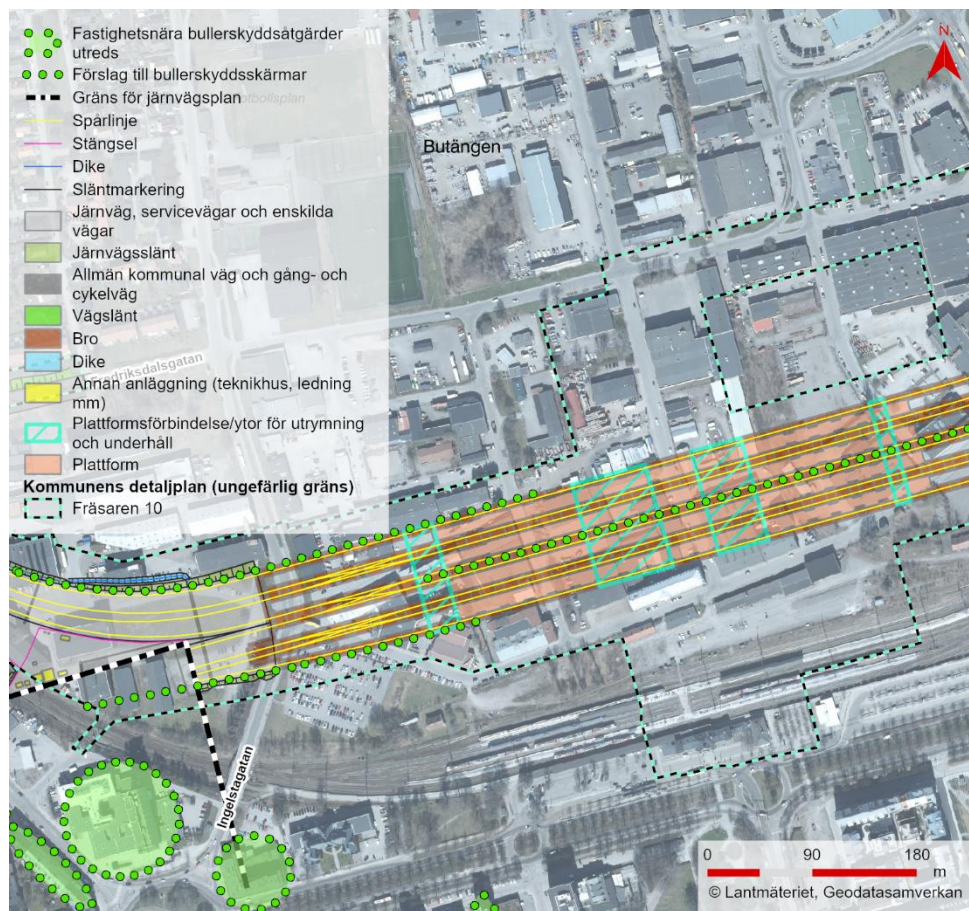 Fastighetsnära bullerskyddsåtgärder
utreds
Förslag till bullerskyddsskärmar
Gräns för järnvägsplan
Spårlinje
Stängsel
Dike
Släntmarkering
Järnväg, servicevägar och enskilda
vägar
Järnvägsslänt
Allmän kommunal väg och gång- och
cykelväg
Vägslänt
Bro
Dike
Annan anläggning (teknikhus, ledning
mm)
Plattformsförbindelse/ytor för utrymning
och underhåll
Plattform
Kommunens detaljplan (ungefärlig gräns)
Fräsaren 10
Butängen
N
Ingelstagatan
0 90 180
m
© Lantmäteriet, Geodatasamverkan